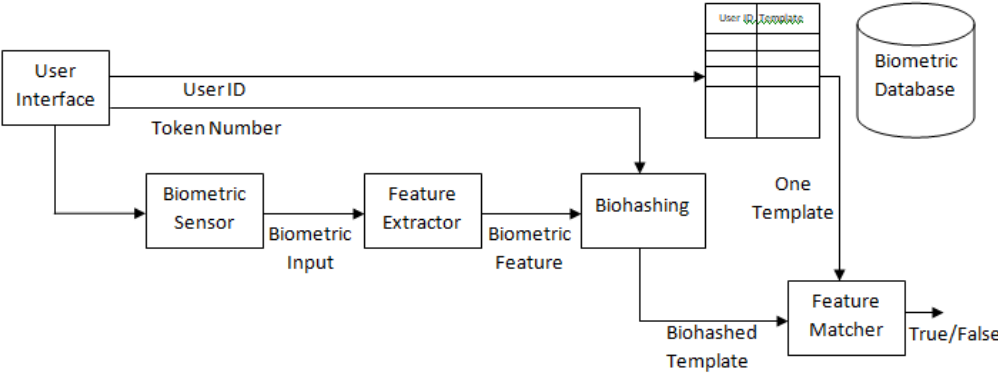 User ID Template
User
Interface
Biometric
Database
User ID
Token Number
Biometric
Sensor
Feature
Extractor
Biohashing
One
Template
Biometric
Input
Biometric
Feature
Feature
Matcher
Biohashed
Template
True/False